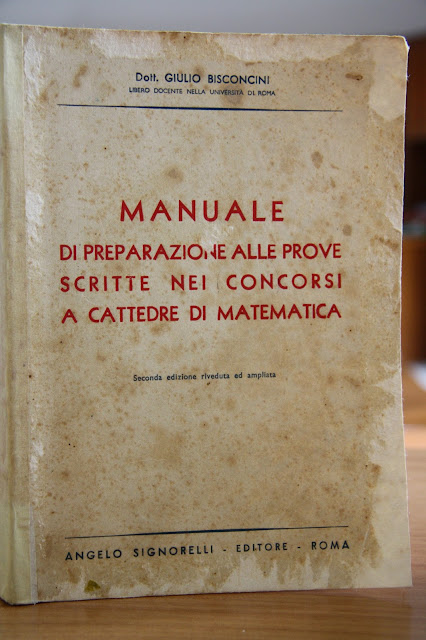 Dott. GIULIO BISCONCINI
LIBERO DOCENTE NELLA UNIVERSITÀ DI ROMA
MANUALE
DI PREPARAZIONE ALLE PROVE
SCRITTE NEI CONCORSI
A CATTEDRE DI MATEMATICA
Seconda edizione riveduta ed ampliata
ANGELO SIGNORELLI - EDITORE - ROMA